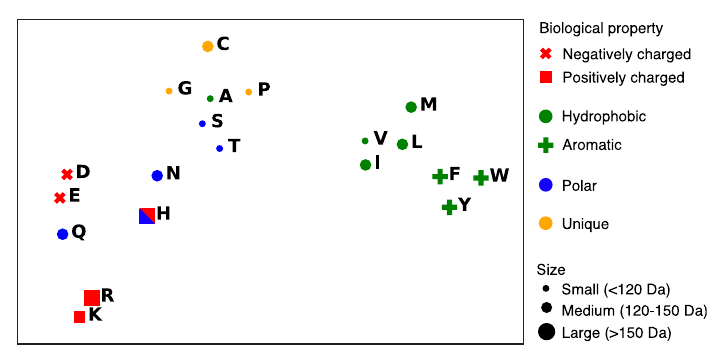 C
G
A
P
S
T
M
V
L
I
D
E
N
F
W
Y
H
Q
R
K
Biological property
Negatively charged
Positively charged
Hydrophobic
Aromatic
Polar
Unique
Size
Small (<120 Da)
Medium (120-150 Da)
Large (>150 Da)